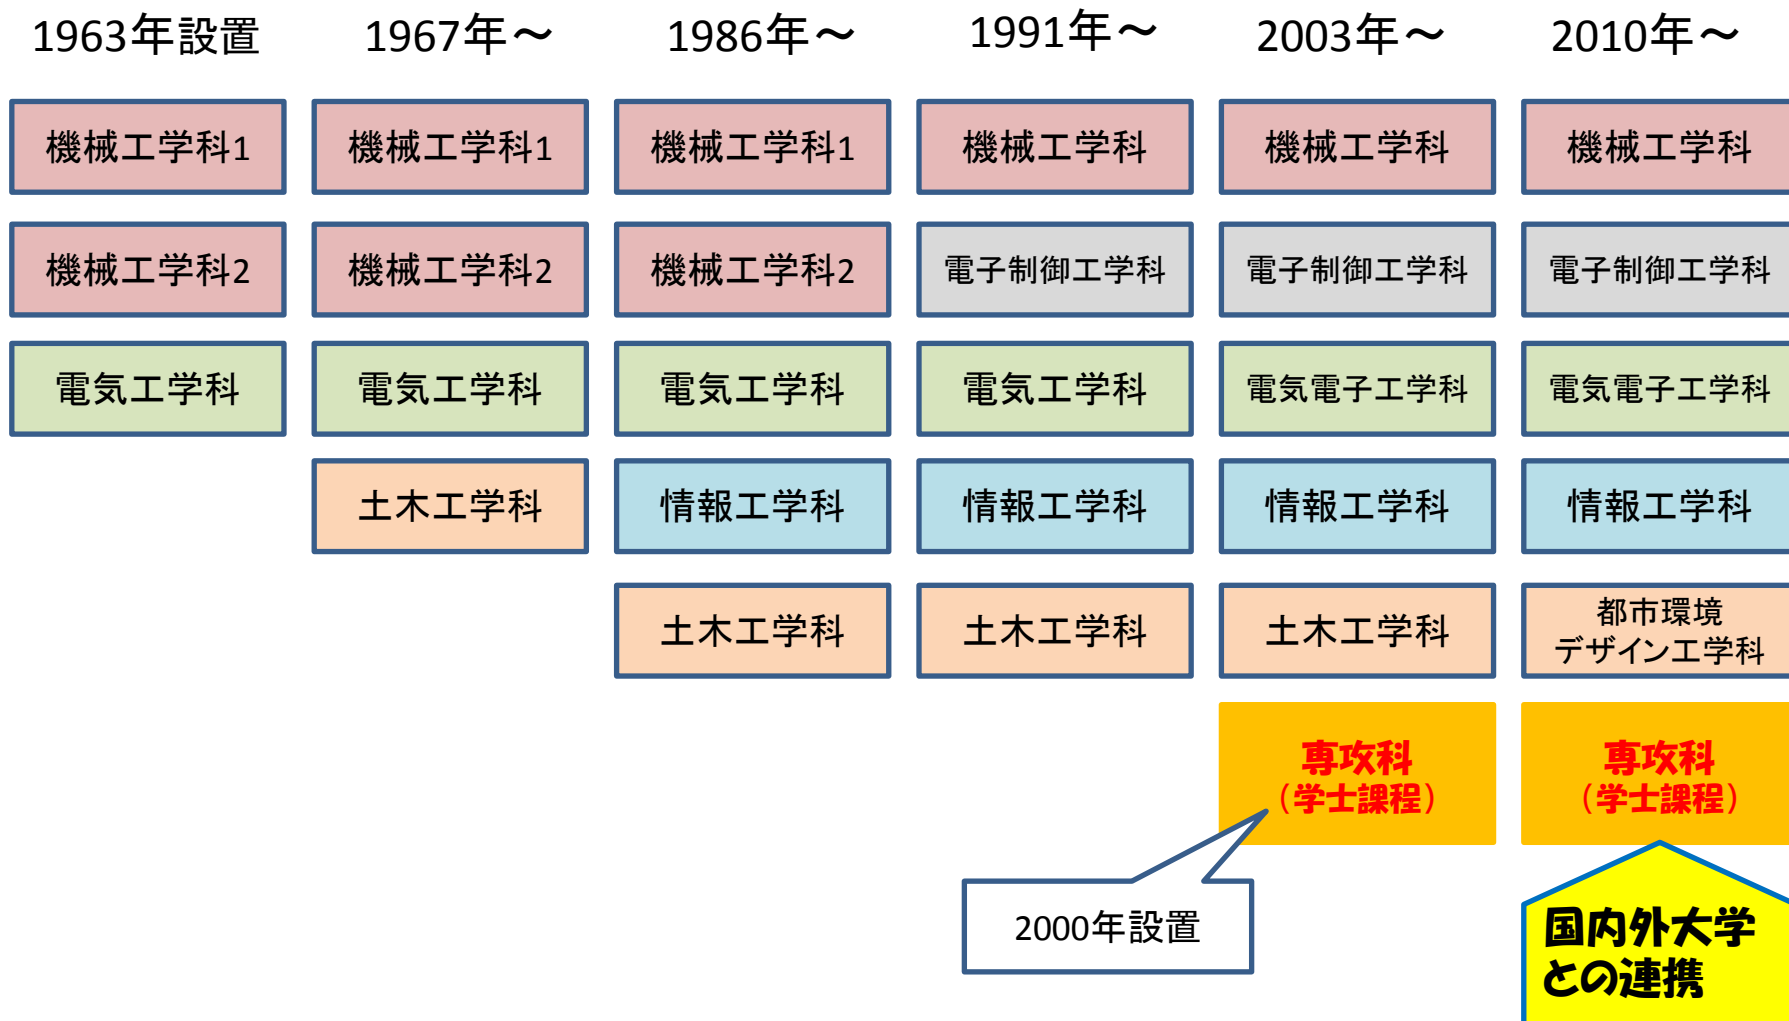 1963年設置
1967年～
1986年～
1991年～
2003年～
2010年～
機械工学科1
機械工学科1
機械工学科1
機械工学科
機械工学科
機械工学科
機械工学科2
機械工学科2
機械工学科2
電子制御工学科
電子制御工学科
電子制御工学科
電気工学科
電気工学科
電気工学科
電気工学科
電気電子工学科
電気電子工学科
土木工学科
情報工学科
情報工学科
情報工学科
情報工学科
土木工学科
土木工学科
土木工学科
都市環境
デザイン工学科
専攻科
（学士課程）
専攻科
（学士課程）
2000年設置
国内外大学
との連携